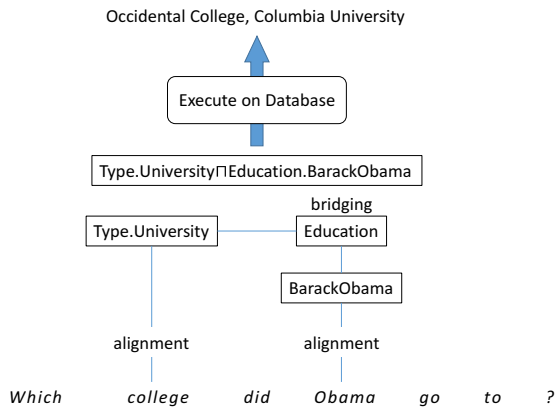 Occidental College, Columbia University
Execute on Database
Type.University⊓Education.BarackObama
bridging
Type.University
Education
BarackObama
alignment
alignment
Which college did Obama go to ?